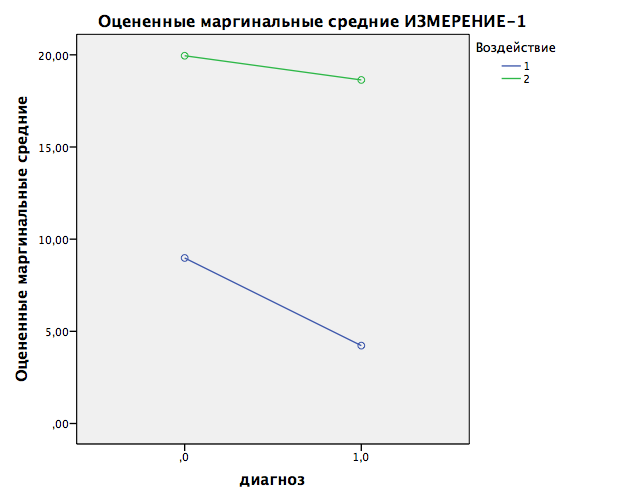 Оцененные маргинальные средние ИЗМЕРЕНИЕ-1
Воздействие
1
2
Оцененные маргинальные средние
20,00
15,00
10,00
5,00
,00
,0
1,0
диагноз